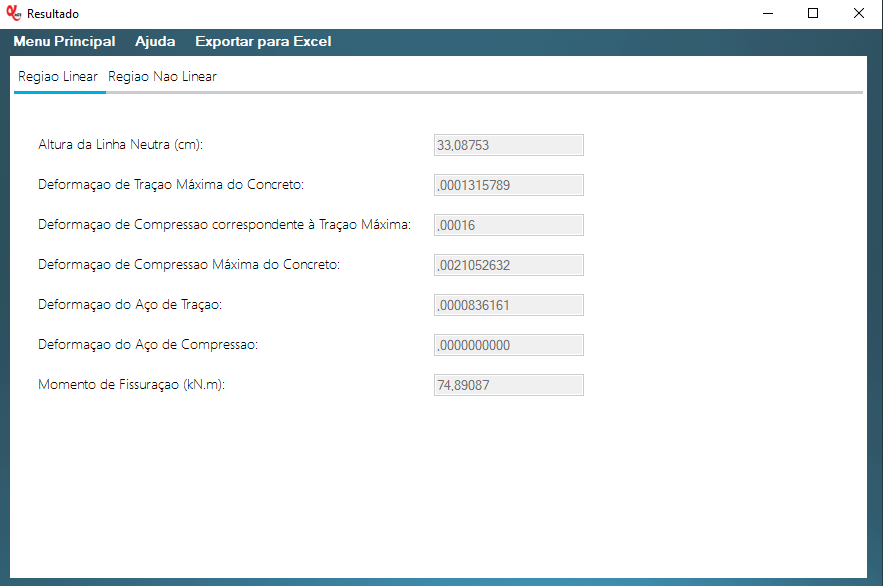 Resultado
Menu Principal Ajuda Exportar para Excel
Regiao Linear Regiao Nao Linear
Altura da Linha Neutra (cm): 33,08753
Deformaçao de Traçao Máxima do Concreto: ,0001315789
Deformaçao de Compressao correspondente à Traçao Máxima: ,00016
Deformaçao de Compressao Máxima do Concreto: ,0021052632
Deformaçao do Aço de Traçao: ,0000836161
Deformaçao do Aço de Compressao: ,0000000000
Momento de Fissuraçao (kN.m): 74,89087